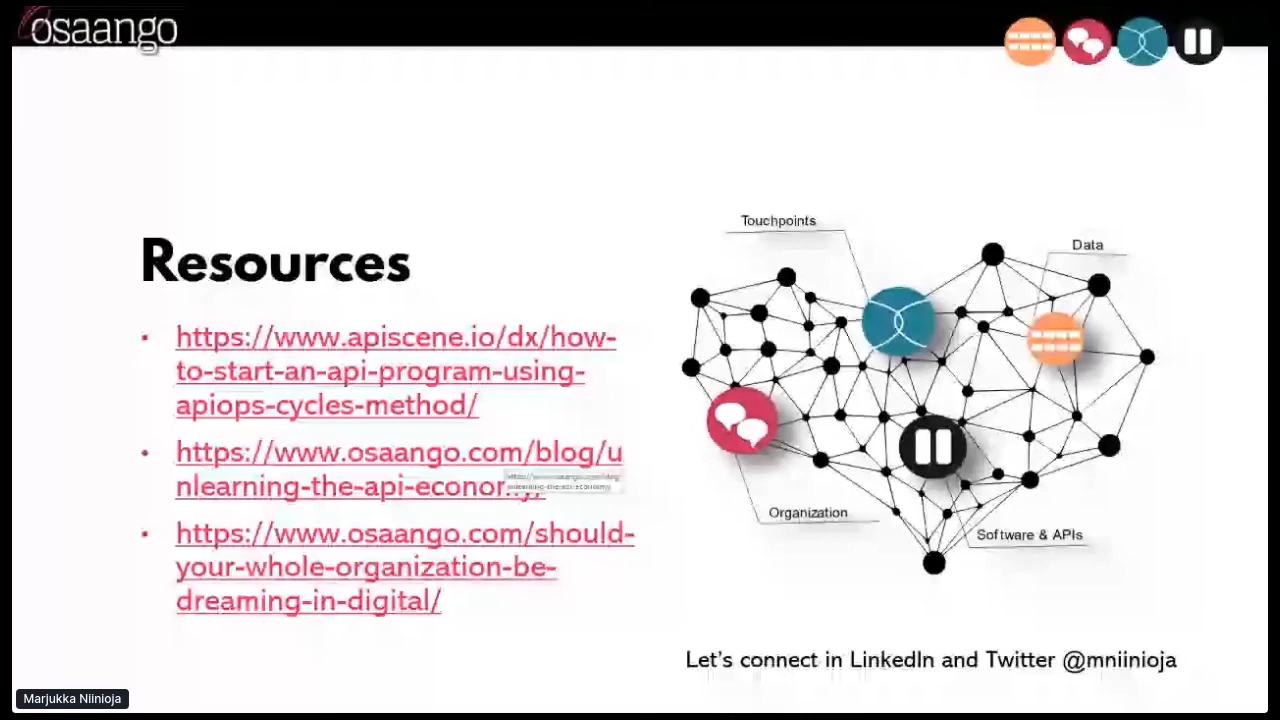 osaango
Resources
• https://www.apiscene.io/dx/how-
to-start-an-api-program-using-
apiops-cycles-method/
• https://www.osaango.com/blog/u
nlearning-the-api-economy/
• https://www.osaango.com/should-
your-whole-organization-be-
dreaming-in-digital/
Touchpoints
Data
Organization
Software & APIs
Let's connect in LinkedIn and Twitter @mniinioja
Marjukka Niinioja